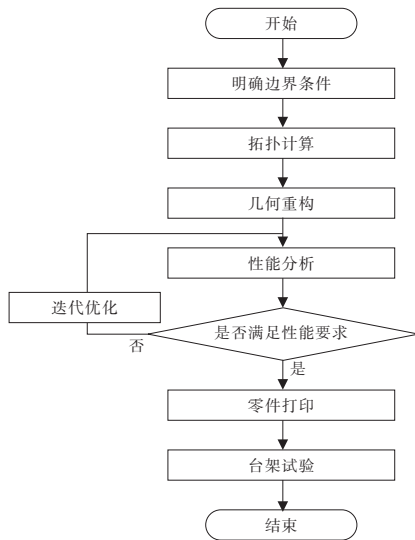 开始
明确边界条件
拓扑计算
几何重构
性能分析
迭代优化
是否满足性能要求
否
是
零件打印
台架试验
结束